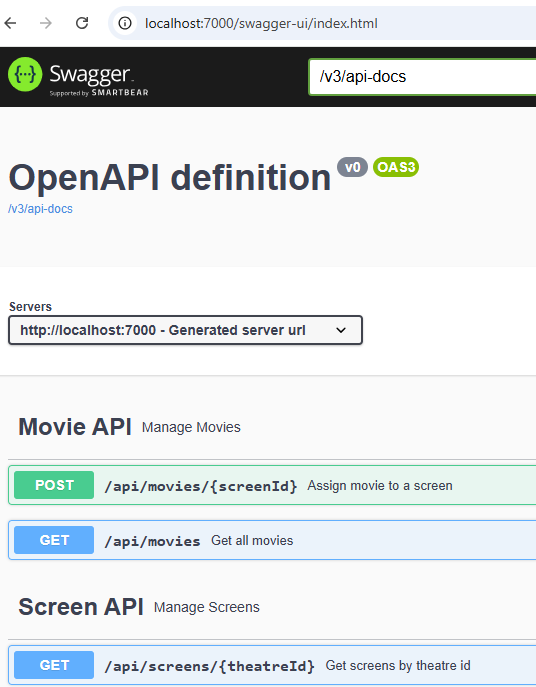 localhost:7000/swagger-ui/index.html
Swagger.
Supported by SMARTBEAR
/v3/api-docs
OpenAPI definition v0 OAS3
/v3/api-docs
Servers
http://localhost:7000 - Generated server url
Movie API Manage Movies
POST /api/movies/{screenId} Assign movie to a screen
GET /api/movies Get all movies
Screen API Manage Screens
GET /api/screens/{theatreId} Get screens by theatre id